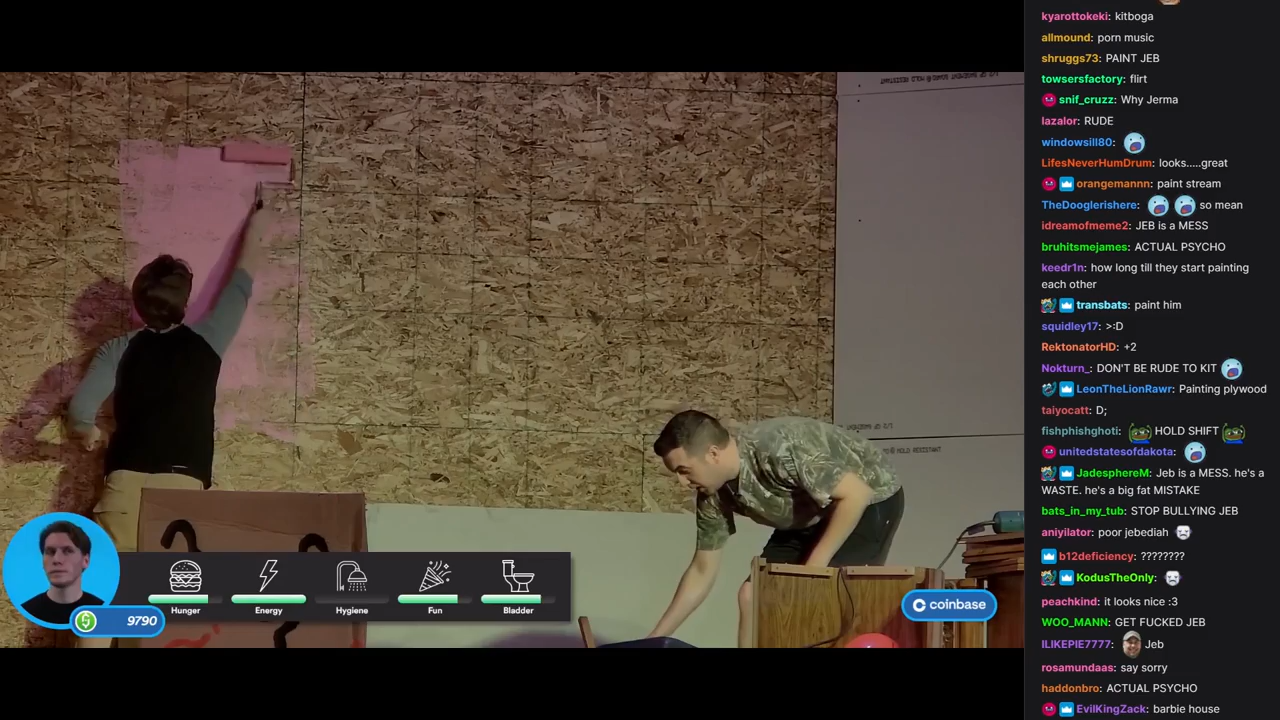 kyarottokeki: kitboga
allmound: porn music
shruggs73: PAINT JEB
towsersfactory: flirt
snif_cruzz: Why Jerma
lazalor: RUDE
windowsill80:
LifesNeverHumDrum: looks.....great
orangemannn: paint stream
TheDooglerishere: so mean
idreamofmeme2: JEB is a MESS
bruhitsmejames: ACTUAL PSYCHO
keedr1n: how long till they start painting
each other
transbats: paint him
squidley17: >:D
RektonatorHD: +2
Nokturn_: DON'T BE RUDE TO KIT
LeonTheLionRawr: Painting plywood
taiyocatt: D;
fishphishghoti: HOLD SHIFT
unitedstatesofdakota:
JadesphereM: Jeb is a MESS. he's a
WASTE. he's a big fat MISTAKE
bats_in_my_tub: STOP BULLYING JEB
aniyilator: poor jebediah
b12deficiency: ????????
KodusTheOnly:
peachkind: it looks nice :3
WOO_MANN: GET FUCKED JEB
ILIKEPIE7777: Jeb
rosamundaas: say sorry
haddonbro: ACTUAL PSYCHO
EvilKingZack: barbie house
Hunger Energy Hygiene Fun Bladder
9790
coinbase